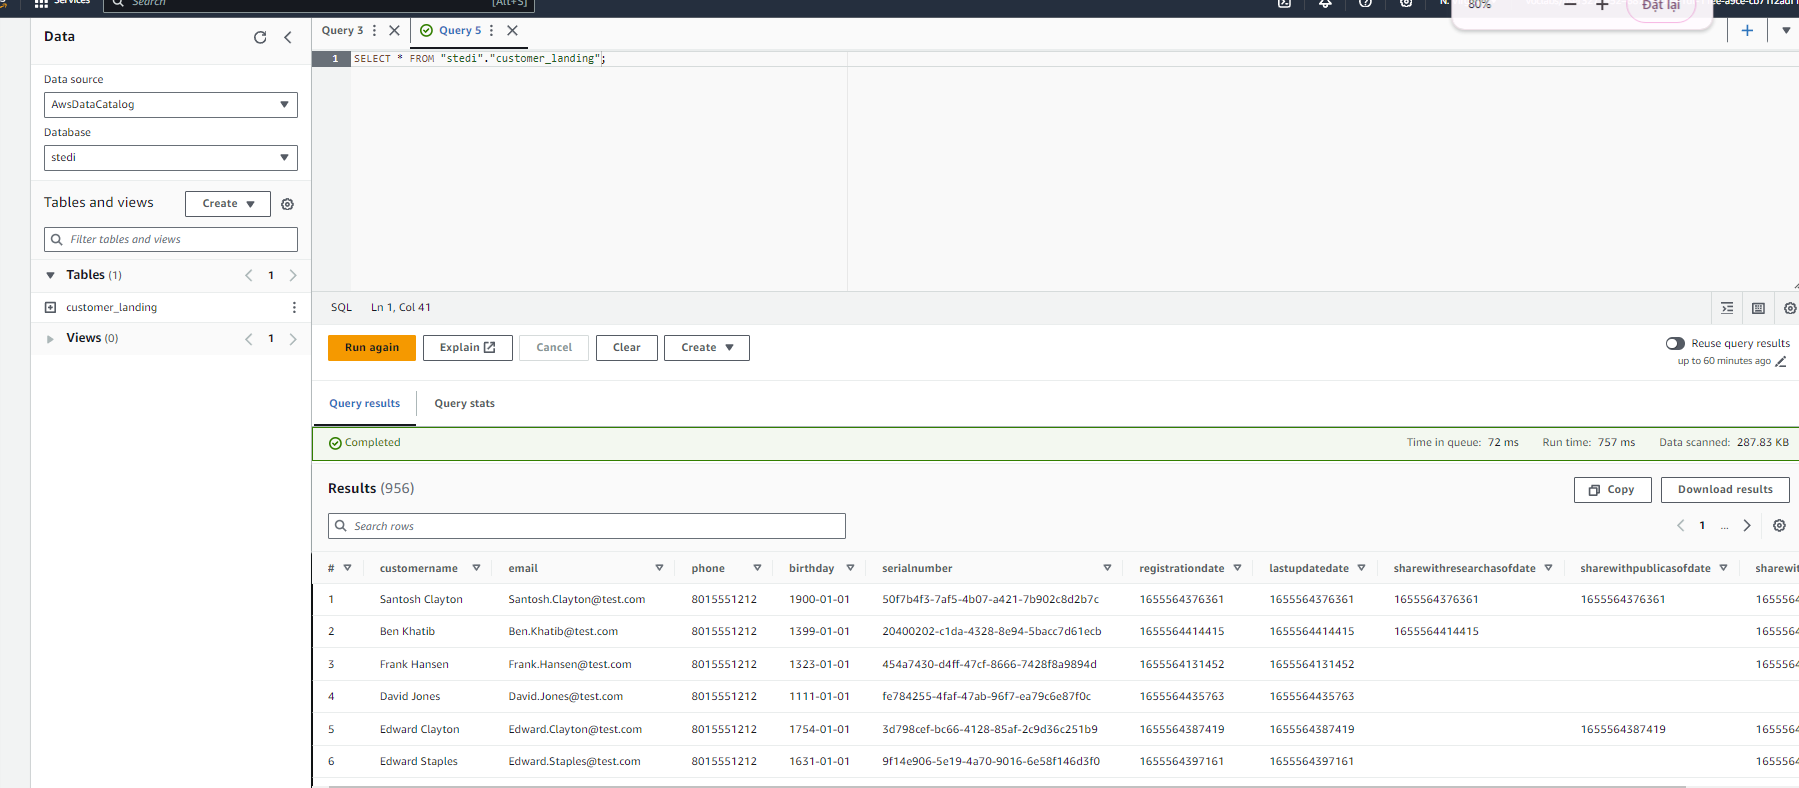 Services
Search
[Alt+S]
80%
Đặt lại
Data
Data source
AwsDataCatalog
Database
stedi
Tables and views
Create
Filter tables and views
Tables (1)
1
customer_landing
Views (0)
1
Query 3
Query 5
1 SELECT * FROM "stedi"."customer_landing";
SQL Ln 1, Col 41
Run again Explain Cancel Clear Create
Reuse query results
up to 60 minutes ago
Query results Query stats
Completed Time in queue: 72 ms Run time: 757 ms Data scanned: 287.83 KB
Results (956)
Copy Download results
Search rows
1 ...
# customername email phone birthday serialnumber registrationdate lastupdatedate sharewithresearchasofdate sharewithpublicasofdate sharewit
1 Santosh Clayton Santosh.Clayton@test.com 8015551212 1900-01-01 50f7b4f3-7af5-4b07-a421-7b902c8d2b7c 1655564376361 1655564376361 1655564376361 1655564376361 1655564
2 Ben Khatib Ben.Khatib@test.com 8015551212 1399-01-01 20400202-c1da-4328-8e94-5bacc7d61ecb 1655564414415 1655564414415 1655564414415 1655564
3 Frank Hansen Frank.Hansen@test.com 8015551212 1323-01-01 454a7430-d4ff-47cf-8666-7428f8a9894d 1655564131452 1655564131452 1655564
4 David Jones David.Jones@test.com 8015551212 1111-01-01 fe784255-4faf-47ab-96f7-ea79c6e87f0c 1655564435763 1655564435763
5 Edward Clayton Edward.Clayton@test.com 8015551212 1754-01-01 3d798cef-bc66-4128-85af-2c9d36c251b9 1655564387419 1655564387419 1655564387419 1655564
6 Edward Staples Edward.Staples@test.com 8015551212 1631-01-01 9f14e906-5e19-4a70-9016-6e58f146d3f0 1655564397161 1655564397161 1655564